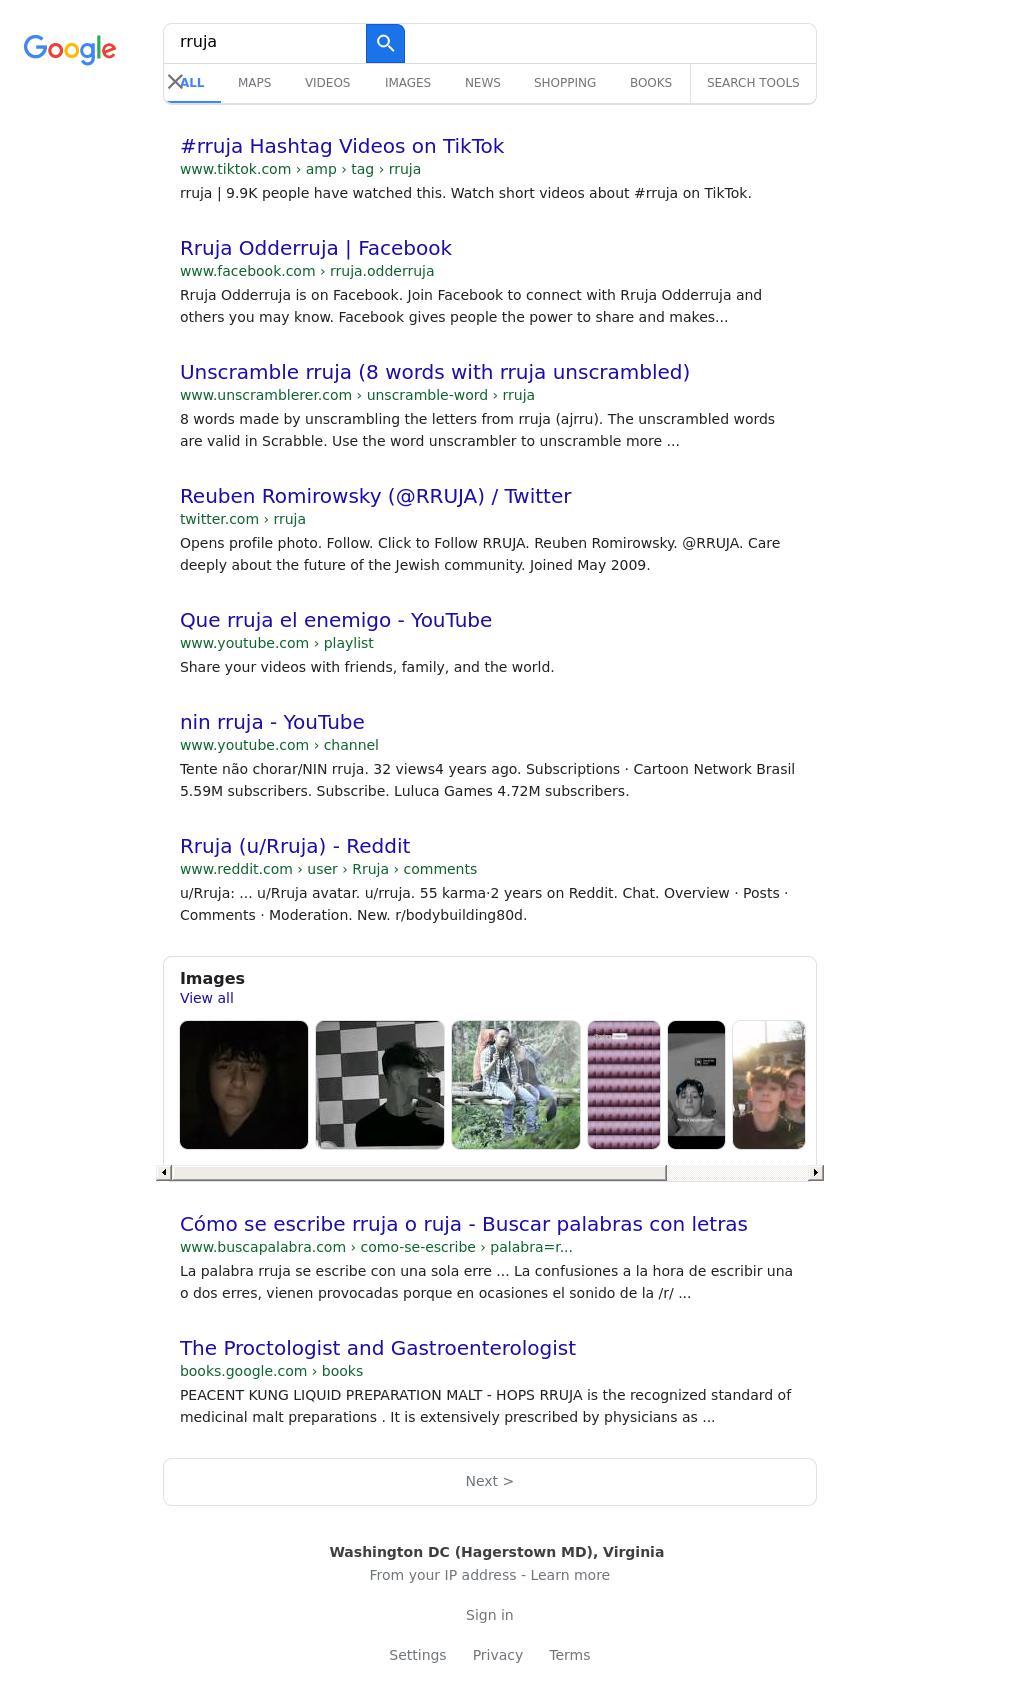 Google
rruja
ALL MAPS VIDEOS IMAGES NEWS SHOPPING BOOKS SEARCH TOOLS
#rruja Hashtag Videos on TikTok
www.tiktok.com › amp › tag › rruja
rruja | 9.9K people have watched this. Watch short videos about #rruja on TikTok.
Rruja Odderruja | Facebook
www.facebook.com › rruja.odderruja
Rruja Odderruja is on Facebook. Join Facebook to connect with Rruja Odderruja and
others you may know. Facebook gives people the power to share and makes...
Unscramble rruja (8 words with rruja unscrambled)
www.unscramblerer.com › unscramble-word › rruja
8 words made by unscrambling the letters from rruja (ajrru). The unscrambled words
are valid in Scrabble. Use the word unscrambler to unscramble more ...
Reuben Romirowsky (@RRUJA) / Twitter
twitter.com › rruja
Opens profile photo. Follow. Click to Follow RRUJA. Reuben Romirowsky. @RRUJA. Care
deeply about the future of the Jewish community. Joined May 2009.
Que rruja el enemigo - YouTube
www.youtube.com › playlist
Share your videos with friends, family, and the world.
nin rruja - YouTube
www.youtube.com › channel
Tente não chorar/NIN rruja. 32 views4 years ago. Subscriptions · Cartoon Network Brasil
5.59M subscribers. Subscribe. Luluca Games 4.72M subscribers.
Rruja (u/Rruja) - Reddit
www.reddit.com › user › Rruja › comments
u/Rruja: ... u/Rruja avatar. u/rruja. 55 karma·2 years on Reddit. Chat. Overview · Posts ·
Comments · Moderation. New. r/bodybuilding80d.
Images
View all
Cómo se escribe rruja o ruja - Buscar palabras con letras
www.buscapalabra.com › como-se-escribe › palabra=r...
La palabra rruja se escribe con una sola erre ... La confusiones a la hora de escribir una
o dos erres, vienen provocadas porque en ocasiones el sonido de la /r/ ...
The Proctologist and Gastroenterologist
books.google.com › books
PEACENT KUNG LIQUID PREPARATION MALT - HOPS RRUJA is the recognized standard of
medicinal malt preparations . It is extensively prescribed by physicians as ...
Next >
Washington DC (Hagerstown MD), Virginia
From your IP address - Learn more
Sign in
Settings Privacy Terms